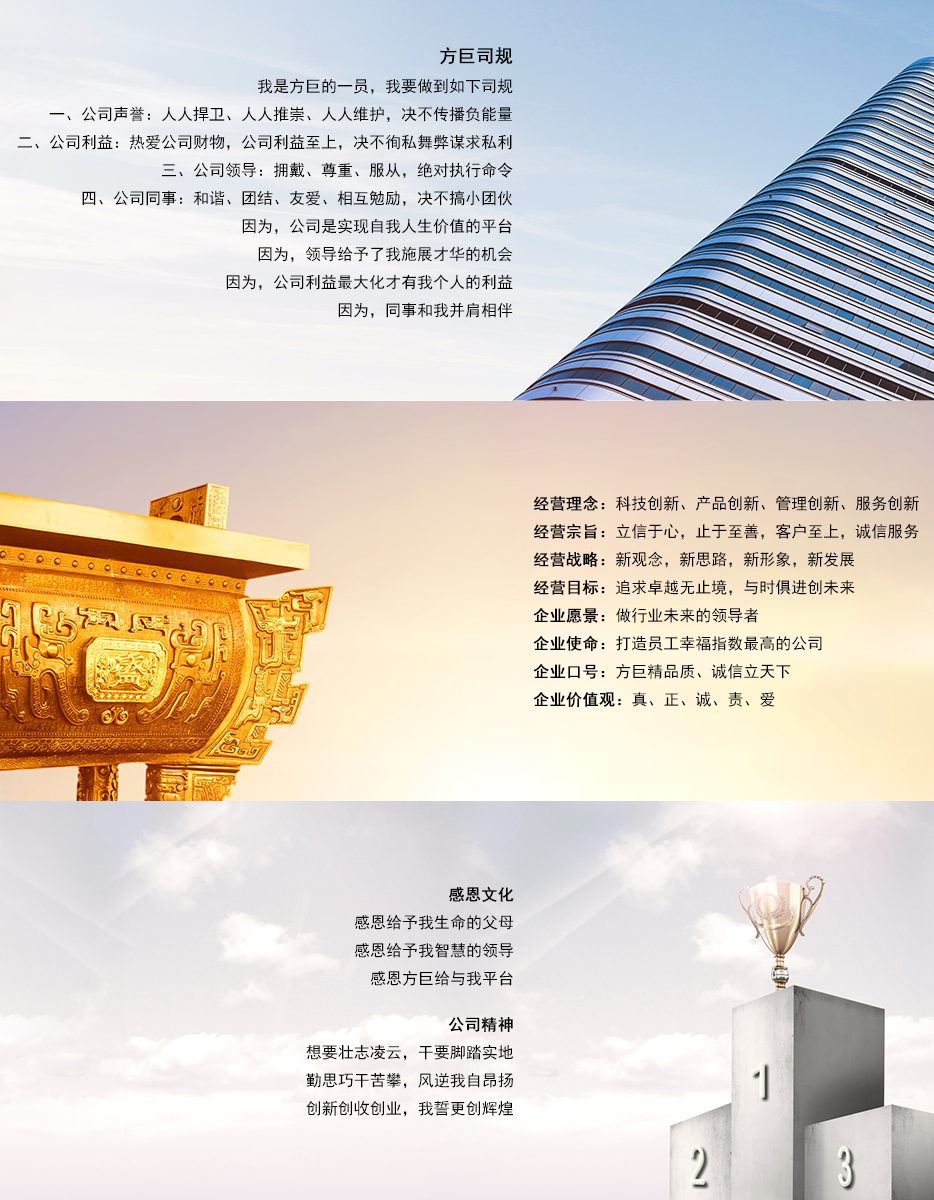 方巨司规
我是方巨的一员，我要做到如下司规
一、公司声誉：人人捍卫、人人推崇、人人维护，决不传播负能量
二、公司利益：热爱公司财物，公司利益至上，决不徇私舞弊谋求私利
三、公司领导：拥戴、尊重、服从，绝对执行命令
四、公司同事：和谐、团结、友爱、相互勉励，决不搞小团伙
因为，公司是实现自我人生价值的平台
因为，领导给予了我施展才华的机会
因为，公司利益最大化才有我个人的利益
因为，同事和我并肩相伴
经营理念：科技创新、产品创新、管理创新、服务创新
经营宗旨：立信于心，止于至善，客户至上，诚信服务
经营战略：新观念，新思路，新形象，新发展
经营目标：追求卓越无止境，与时俱进创未来
企业愿景：做行业未来的领导者
企业使命：打造员工幸福指数最高的公司
企业口号：方巨精品质、诚信立天下
企业价值观：真、正、诚、责、爱
感恩文化
感恩给予我生命的父母
感恩给予我智慧的领导
感恩方巨给与我平台
公司精神
想要壮志凌云，干要脚踏实地
勤思巧干苦攀，风逆我自昂扬
创新创收创业，我誓更创辉煌
1
2
3